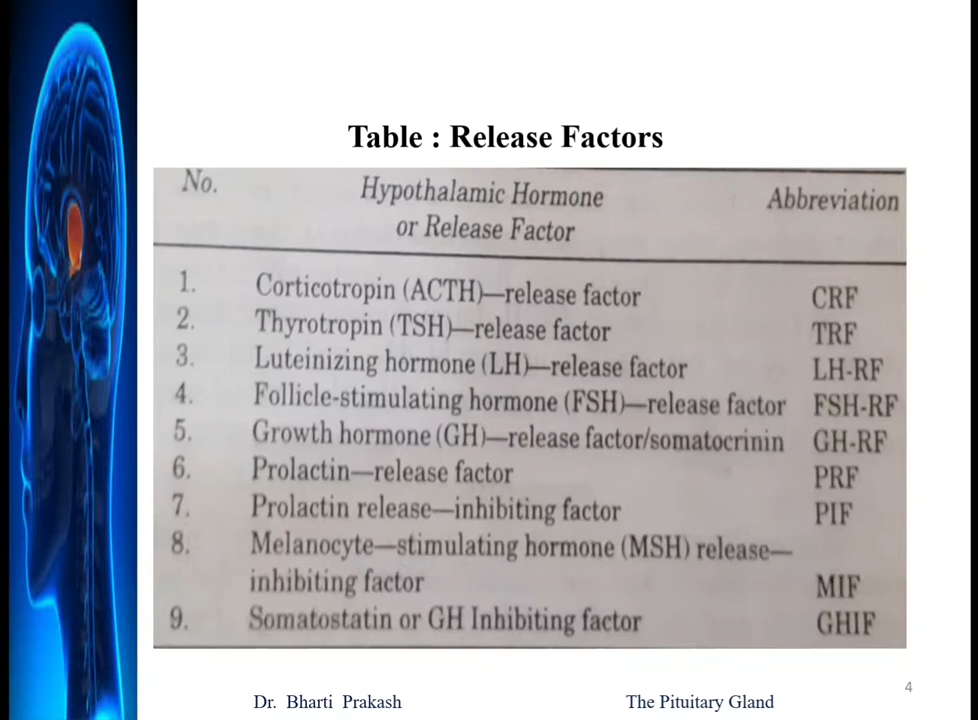 Table : Release Factors
No. Hypothalamic Hormone or Release Factor Abbreviation
1. Corticotropin (ACTH)—release factor CRF
2. Thyrotropin (TSH)—release factor TRF
3. Luteinizing hormone (LH)—release factor LH-RF
4. Follicle-stimulating hormone (FSH)—release factor FSH-RF
5. Growth hormone (GH)—release factor/somatocrinin GH-RF
6. Prolactin—release factor PRF
7. Prolactin release—inhibiting factor PIF
8. Melanocyte—stimulating hormone (MSH) release—
inhibiting factor MIF
9. Somatostatin or GH Inhibiting factor GHIF
Dr. Bharti Prakash The Pituitary Gland 4